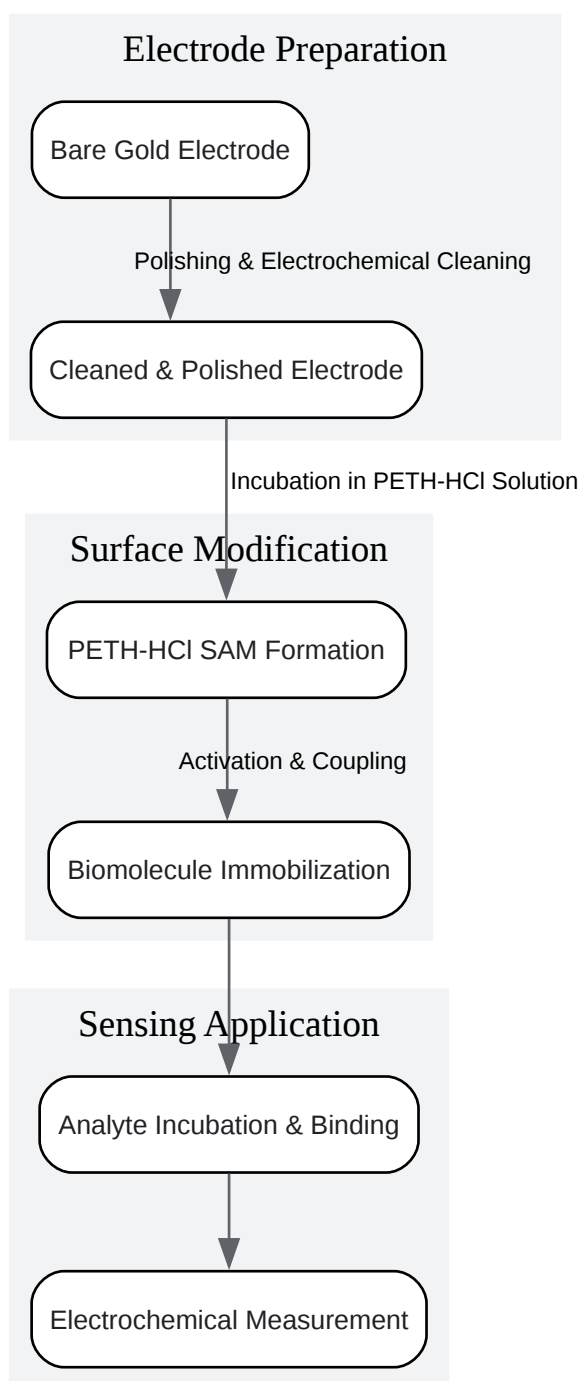 Electrode Preparation
Bare Gold Electrode
Polishing & Electrochemical Cleaning
Cleaned & Polished Electrode
Incubation in PETH-HCl Solution
Surface Modification
PETH-HCl SAM Formation
Activation & Coupling
Biomolecule Immobilization
Sensing Application
Analyte Incubation & Binding
Electrochemical Measurement